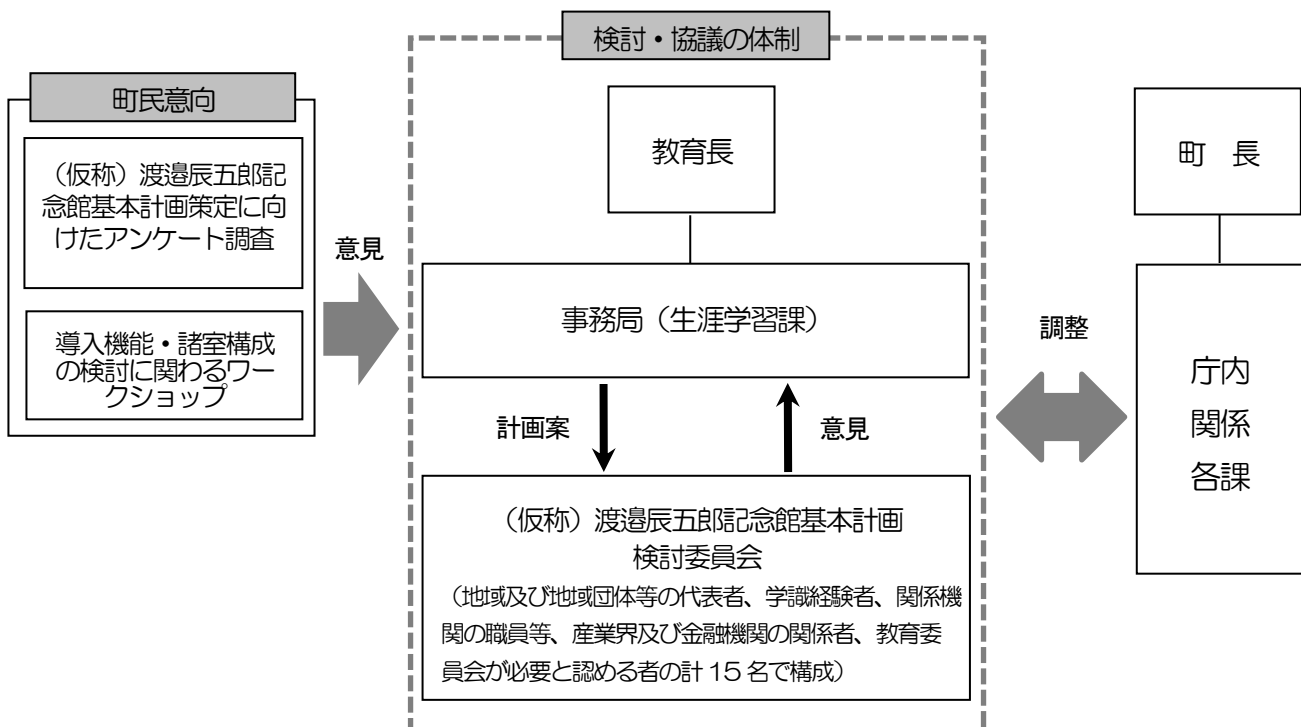 検討・協議の体制
町民意向
(仮称)渡邉辰五郎記
念館基本計画策定に向
けたアンケート調査
導入機能・諸室構成
の検討に関わるワー
クショップ
意見
教育長
事務局(生涯学習課)
計画案
意見
(仮称)渡邉辰五郎記念館基本計画
検討委員会
(地域及び地域団体等の代表者、学識経験者、関係機
関の職員等、産業界及び金融機関の関係者、教育委
員会が必要と認める者の計 15 名で構成)
調整
町 長
庁内
関係
各課